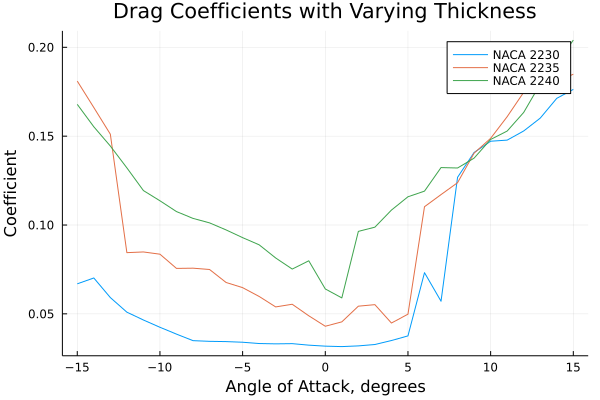 Drag Coefficients with Varying Thickness
0.20
0.15
0.10
0.05
Coefficient
NACA 2230
NACA 2235
NACA 2240
−15
−10
−5
0
5
10
15
Angle of Attack, degrees